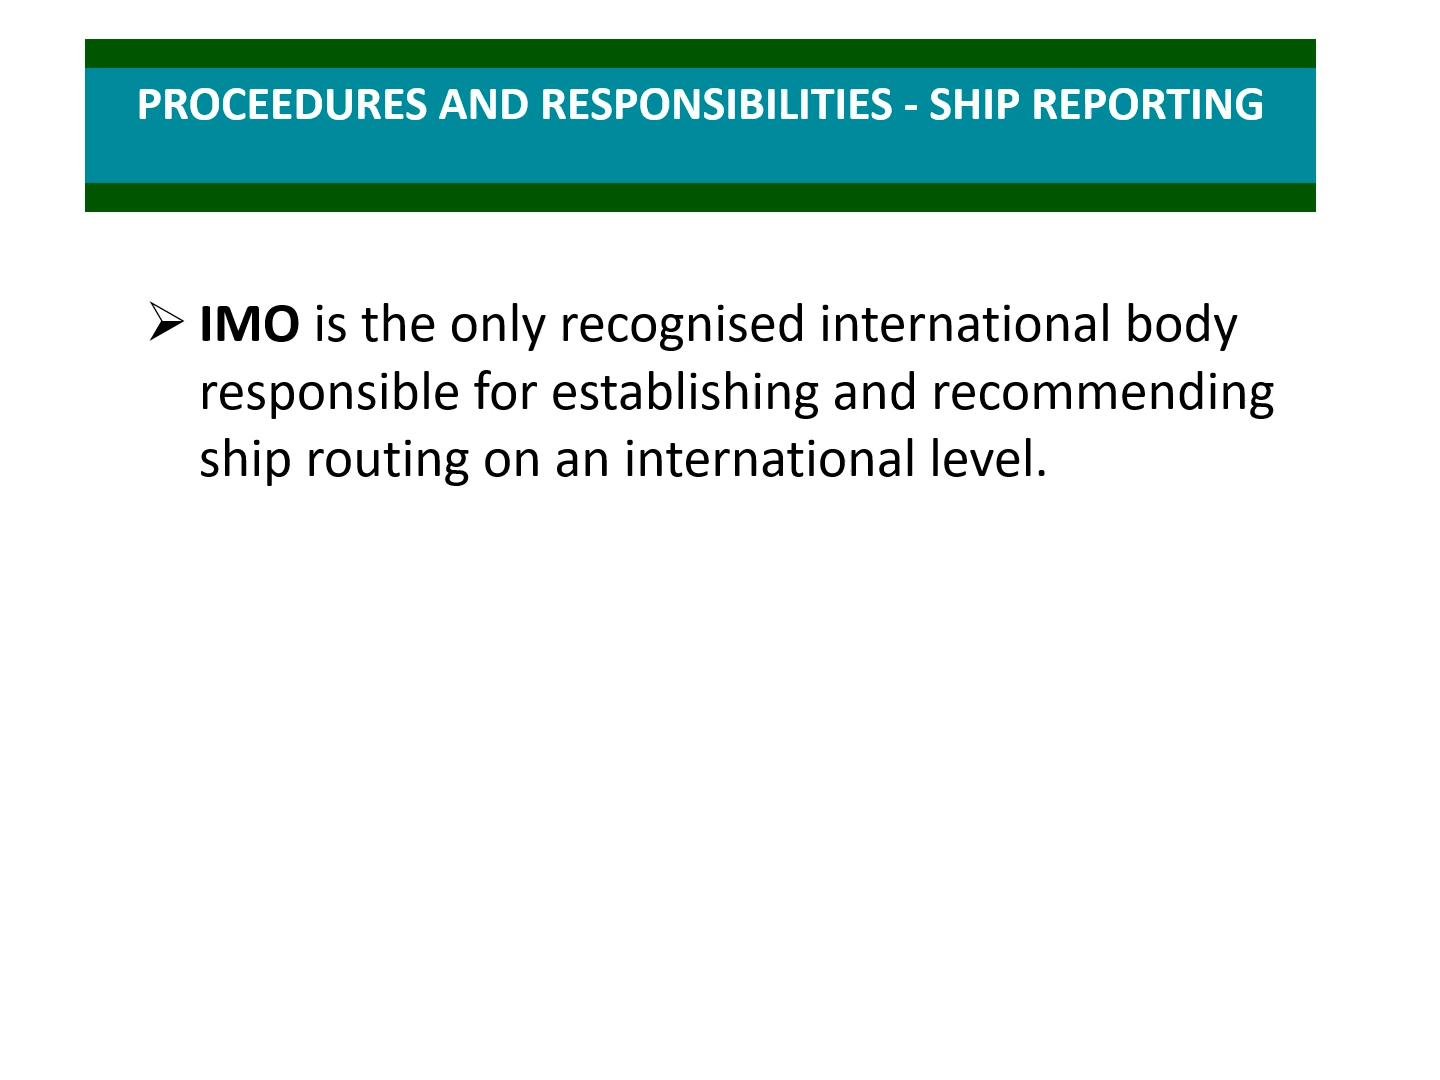 PROCEEDURES AND RESPONSIBILITIES - SHIP REPORTING
➢ IMO is the only recognised international body
responsible for establishing and recommending
ship routing on an international level.